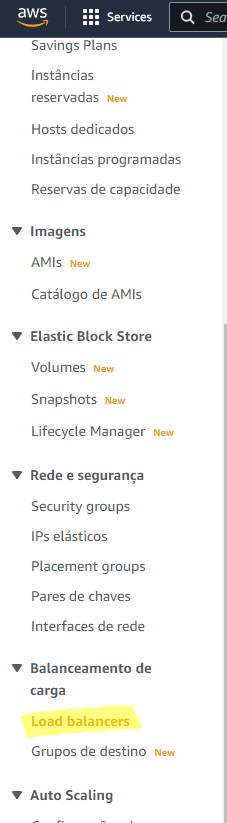 aws Services Sea
Savings Plans
Instâncias
reservadas New
Hosts dedicados
Instâncias programadas
Reservas de capacidade
Imagens
AMIs New
Catálogo de AMIs
Elastic Block Store
Volumes New
Snapshots New
Lifecycle Manager New
Rede e segurança
Security groups
IPs elásticos
Placement groups
Pares de chaves
Interfaces de rede
Balanceamento de
carga
Load balancers
Grupos de destino New
Auto Scaling